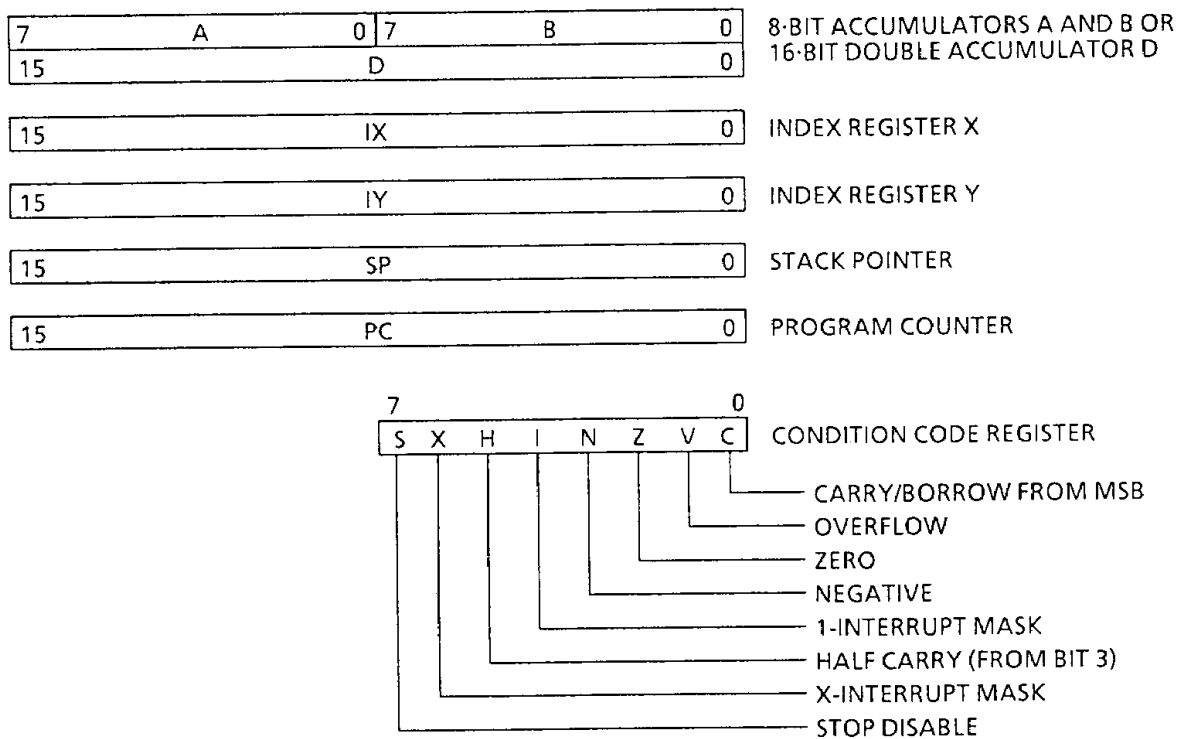 7 A 0 7 B 0 8-BIT ACCUMULATORS A AND B OR
15 D 0 16-BIT DOUBLE ACCUMULATOR D
15 IX 0 INDEX REGISTER X
15 IY 0 INDEX REGISTER Y
15 SP 0 STACK POINTER
15 PC 0 PROGRAM COUNTER
7 0
S X H I N Z V C CONDITION CODE REGISTER
CARRY/BORROW FROM MSB
OVERFLOW
ZERO
NEGATIVE
1-INTERRUPT MASK
HALF CARRY (FROM BIT 3)
X-INTERRUPT MASK
STOP DISABLE